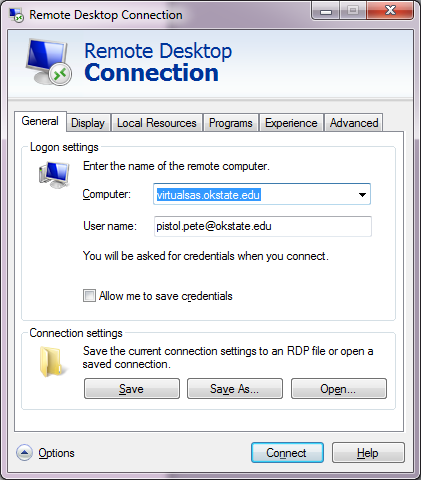 Remote Desktop Connection
Remote Desktop
Connection
General Display Local Resources Programs Experience Advanced
Logon settings
Enter the name of the remote computer.
Computer: virtualsas.okstate.edu
User name: pistol.pete@okstate.edu
You will be asked for credentials when you connect.
Allow me to save credentials
Connection settings
Save the current connection settings to an RDP file or open a
saved connection.
Save Save As... Open...
Options Connect Help